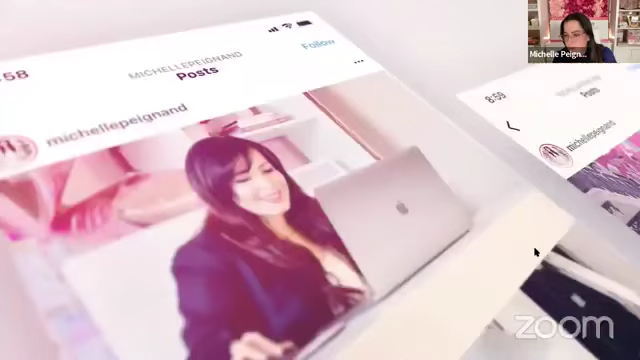 :58
MICHELLEPEIGNAND
Posts
Follow
michellepeignand
8:59
Posts
michellepeignand
Michelle Peign...
zoom